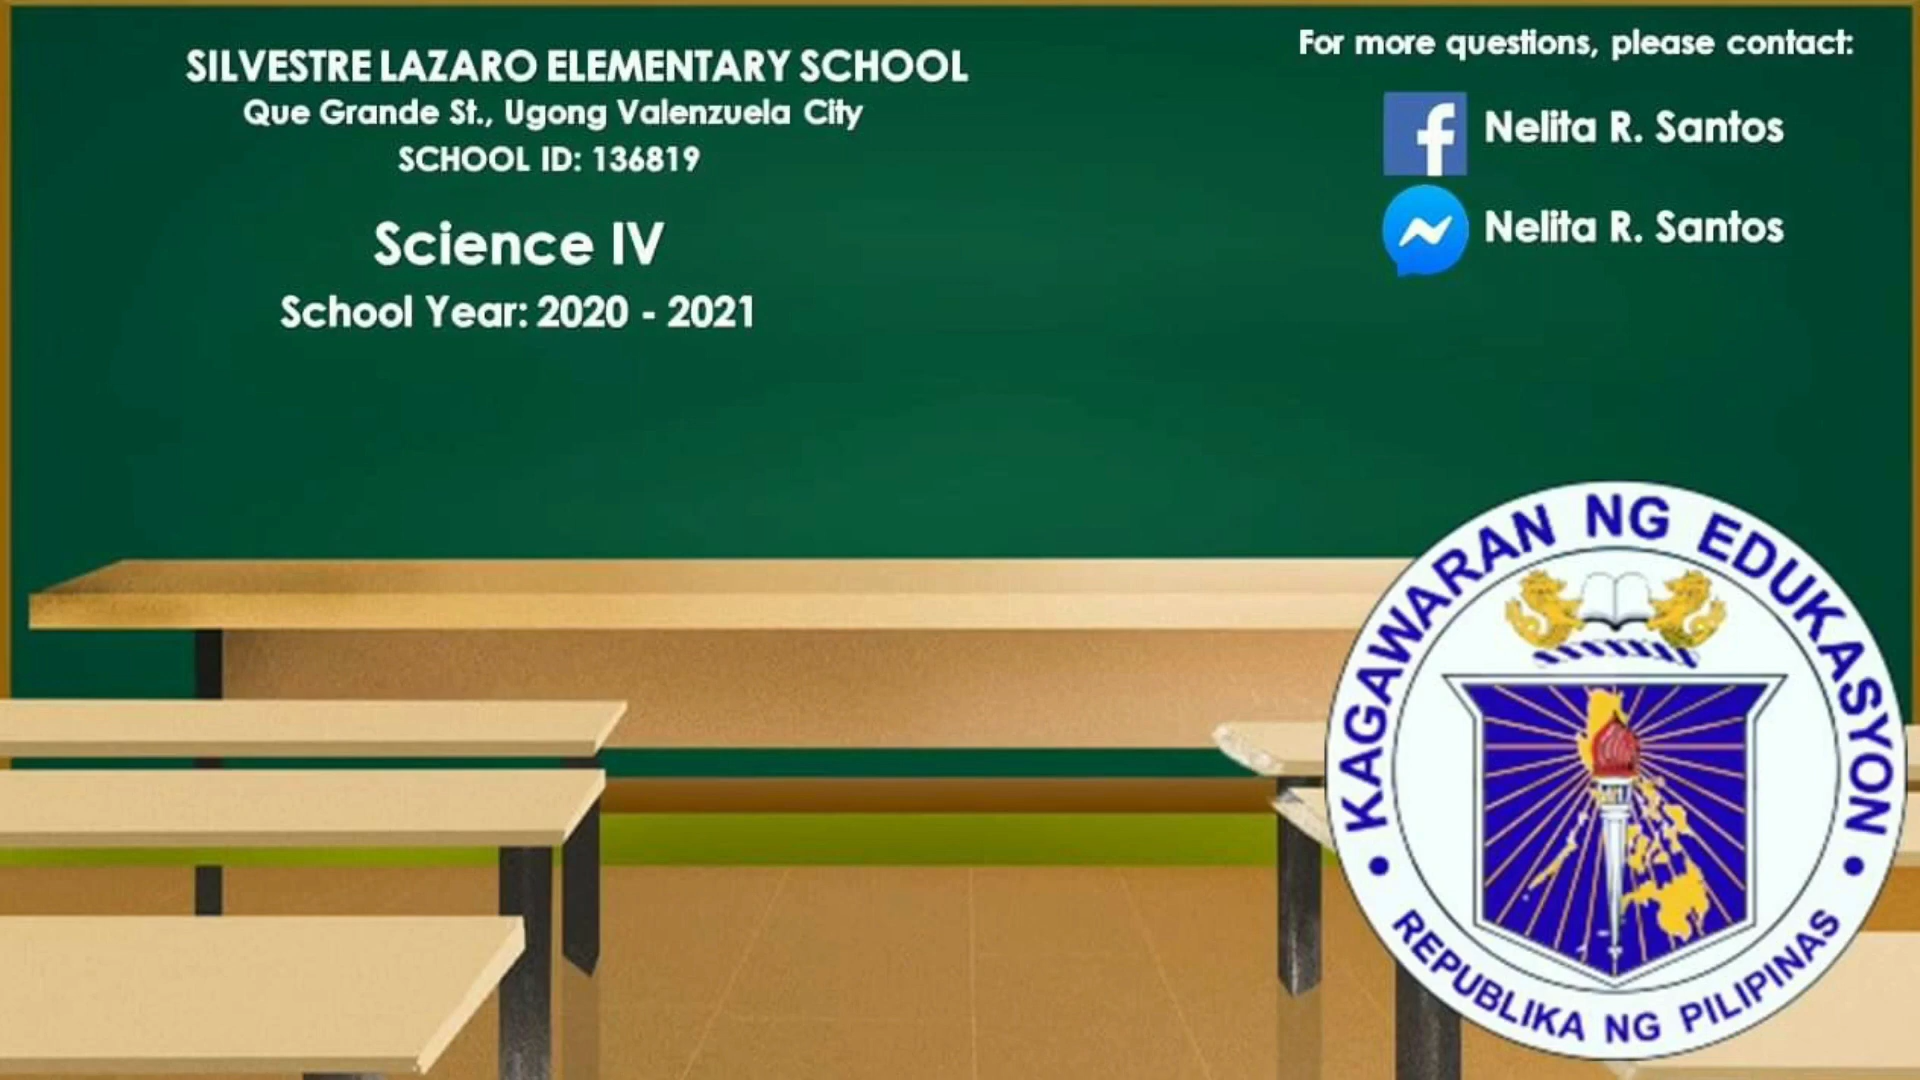 SILVESTRE LAZARO ELEMENTARY SCHOOL
Que Grande St., Ugong Valenzuela City
SCHOOL ID: 136819
Science IV
School Year: 2020 - 2021
For more questions, please contact:
Nelita R. Santos
Nelita R. Santos
KAGAWARAN NG EDUKASYON
REPUBLIKA NG PILIPINAS